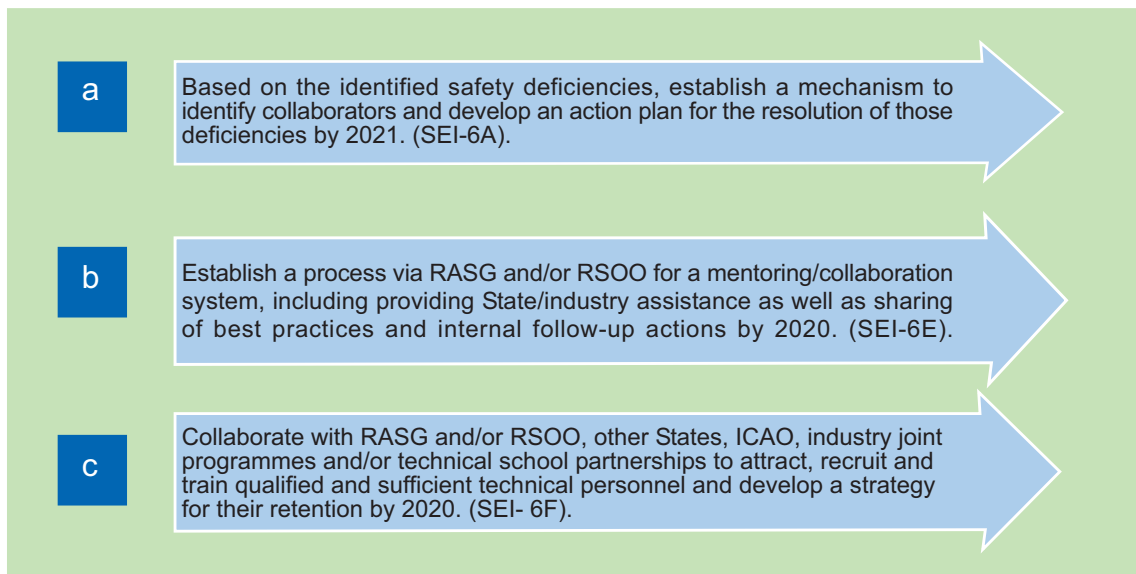 a
Based on the identified safety deficiencies, establish a mechanism to
identify collaborators and develop an action plan for the resolution of those
deficiencies by 2021. (SEI-6A).
b
Establish a process via RASG and/or RSOO for a mentoring/collaboration
system, including providing State/industry assistance as well as sharing
of best practices and internal follow-up actions by 2020. (SEI-6E).
c
Collaborate with RASG and/or RSOO, other States, ICAO, industry joint
programmes and/or technical school partnerships to attract, recruit and
train qualified and sufficient technical personnel and develop a strategy
for their retention by 2020. (SEI- 6F).